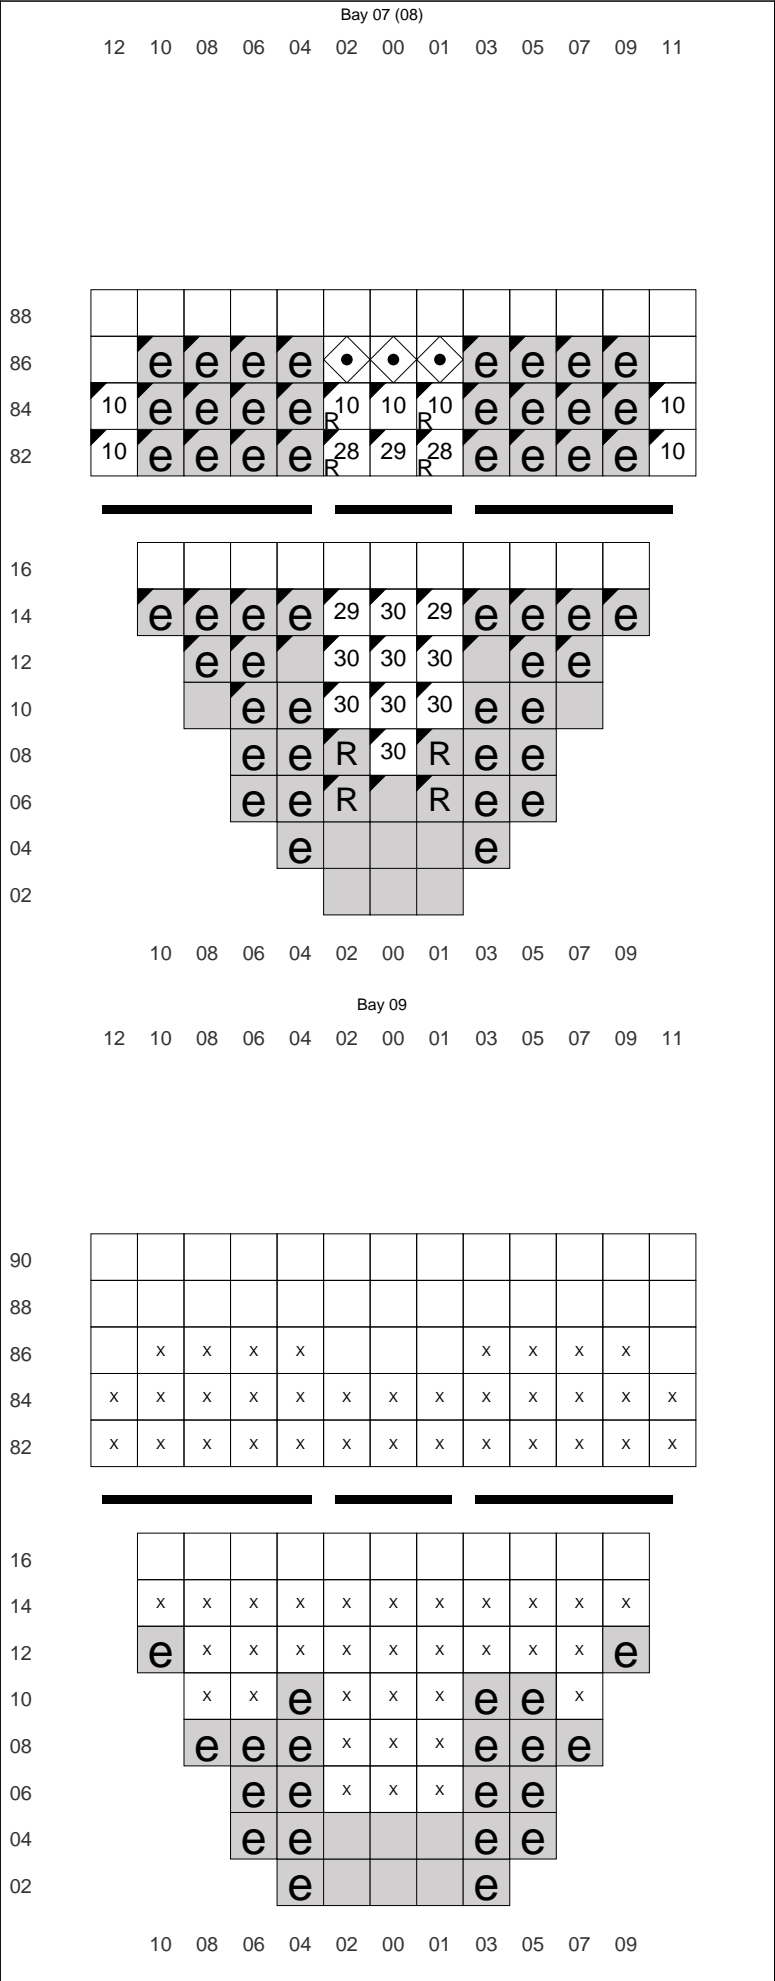 Bay 07 (08)
12 10 08 06 04 02 00 01 03 05 07 09 11
88
86 e e e e e e e e
84 10 e e e e 10 R 10 10 R e e e e 10
82 10 e e e e 28 R 29 28 R e e e e 10
16
14 e e e e 29 30 29 e e e e
12 e e 30 30 30 e e
10 e e 30 30 30 e e
08 e e R 30 R e e
06 e e R R e e
04 e e
02
10 08 06 04 02 00 01 03 05 07 09
Bay 09
12 10 08 06 04 02 00 01 03 05 07 09 11
90
88
86 x x x x x x x x
84 x x x x x x x x x x x x x
82 x x x x x x x x x x x x x
16
14 x x x x x x x x x x x
12 e x x x x x x x x x e
10 x x e x x x e e x
08 e e e x x x e e e
06 e e x x x e e
04 e e e e
02 e e
10 08 06 04 02 00 01 03 05 07 09